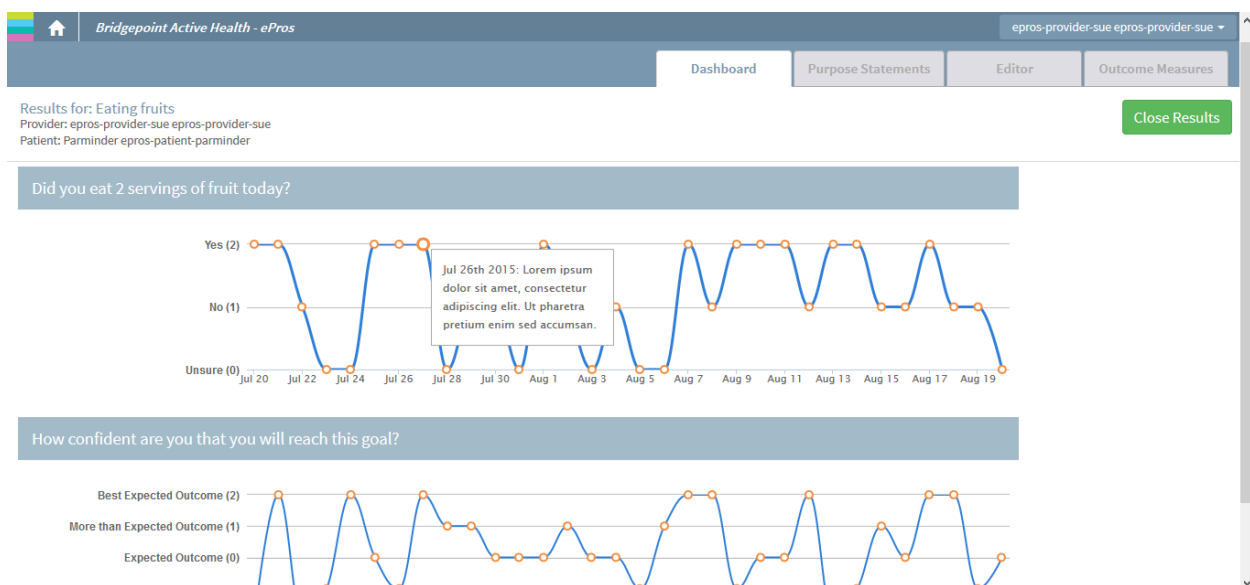 Bridgepoint Active Health - ePros
epros-provider-sue epros-provider-sue
Dashboard
Purpose Statements
Editor
Outcome Measures
Results for: Eating fruits
Provider: epros-provider-sue epros-provider-sue
Patient: Parminder epros-patient-parminder
Close Results
Did you eat 2 servings of fruit today?
Yes (2)
No (1)
Unsure (0)
Jul 26th 2015: Lorem ipsum
dolor sit amet, consectetur
adipiscing elit. Ut pharetra
pretium enim sed accumsan.
Jul 20 Jul 22 Jul 24 Jul 26 Jul 28 Jul 30 Aug 1 Aug 3 Aug 5 Aug 7 Aug 9 Aug 11 Aug 13 Aug 15 Aug 17 Aug 19
How confident are you that you will reach this goal?
Best Expected Outcome (2)
More than Expected Outcome (1)
Expected Outcome (0)